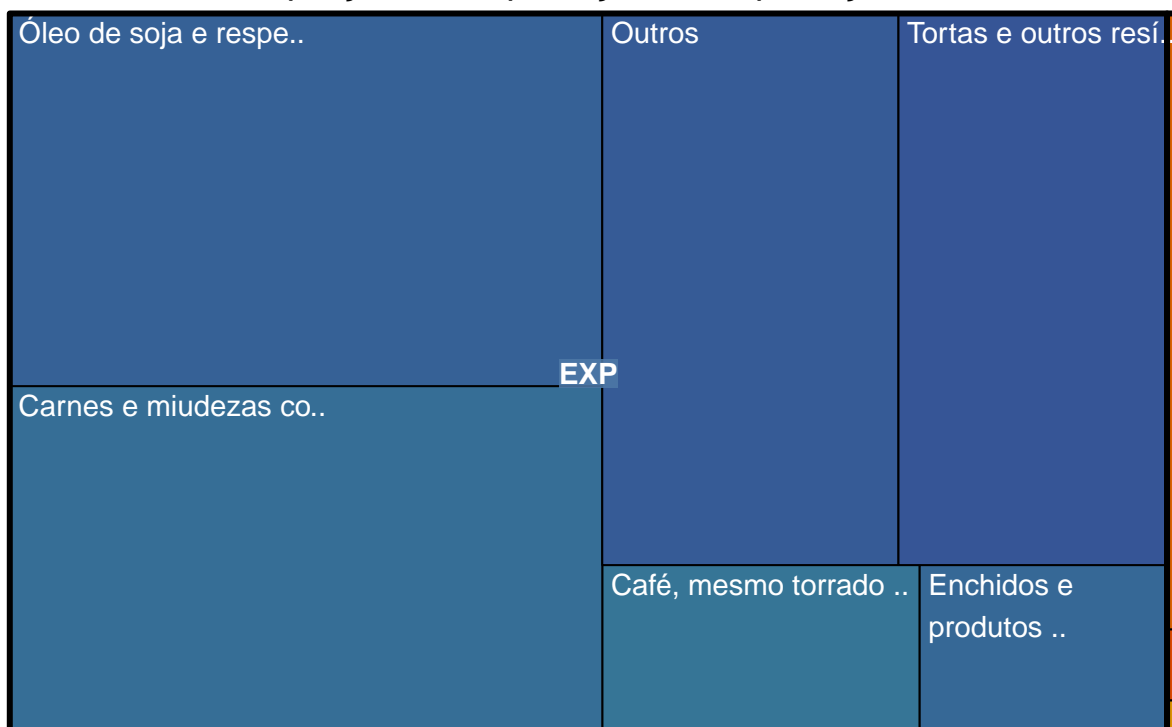 Óleo de soja e respe..
Outros
Tortas e outros resí..
EXP
Carnes e miudezas co..
Café, mesmo torrado ..
Enchidos e
produtos ..